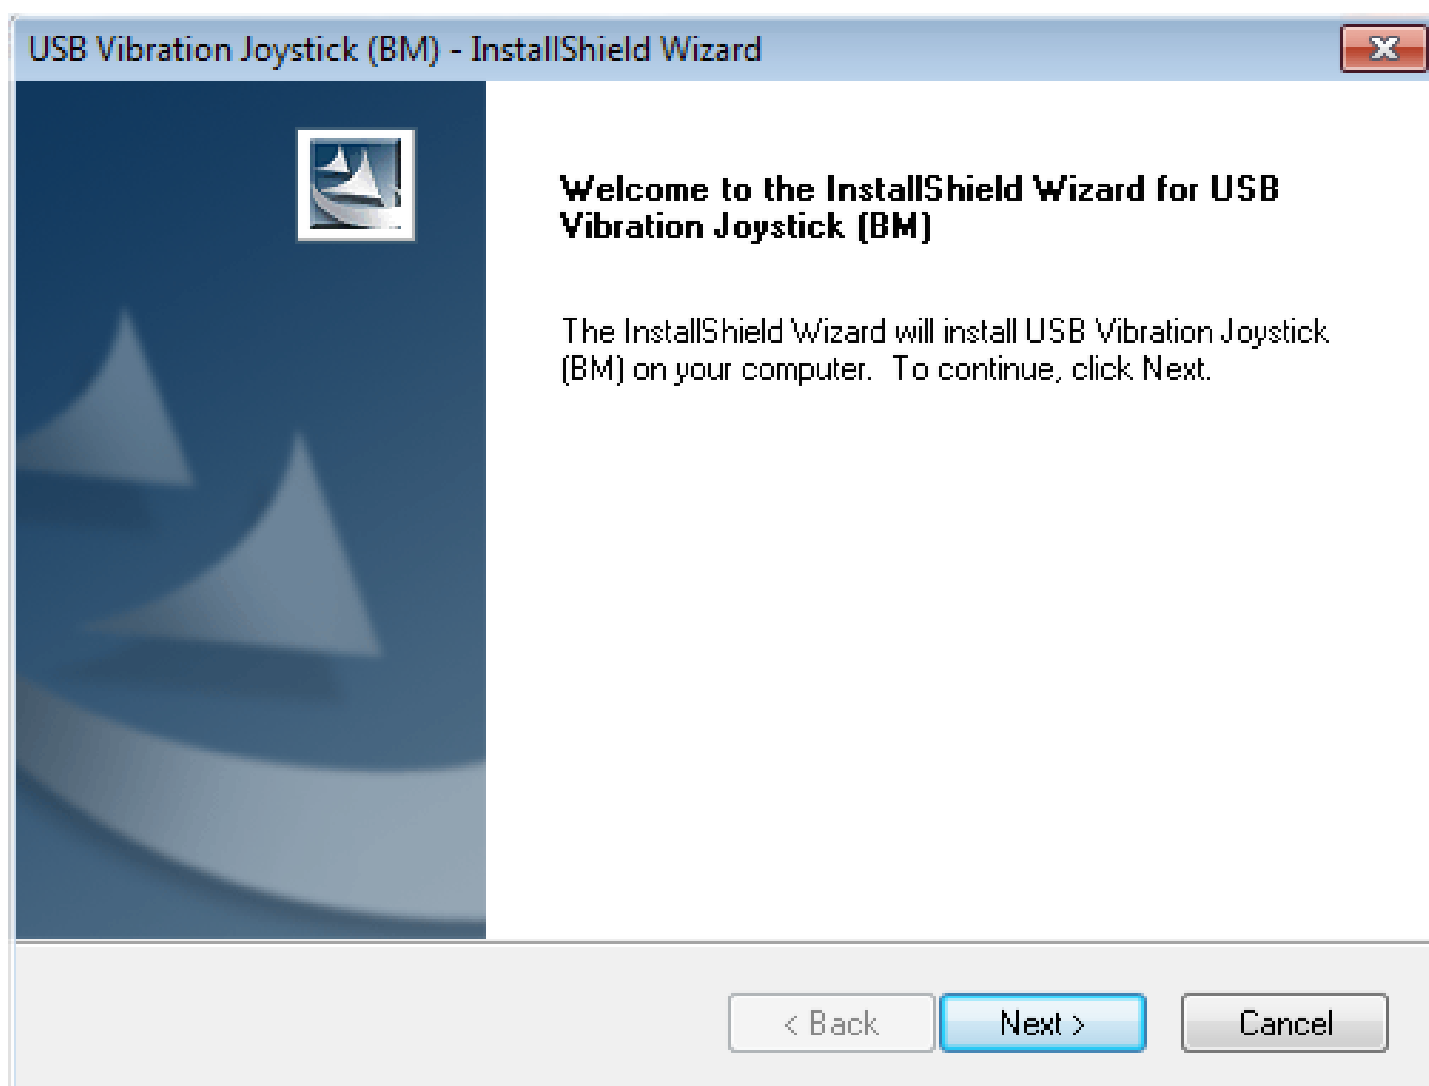 USB Vibration Joystick (BM) - InstallShield Wizard
Welcome to the InstallShield Wizard for USB
Vibration Joystick (BM)
The InstallShield Wizard will install USB Vibration Joystick
(BM) on your computer.  To continue, click Next.
< Back
Next >
Cancel